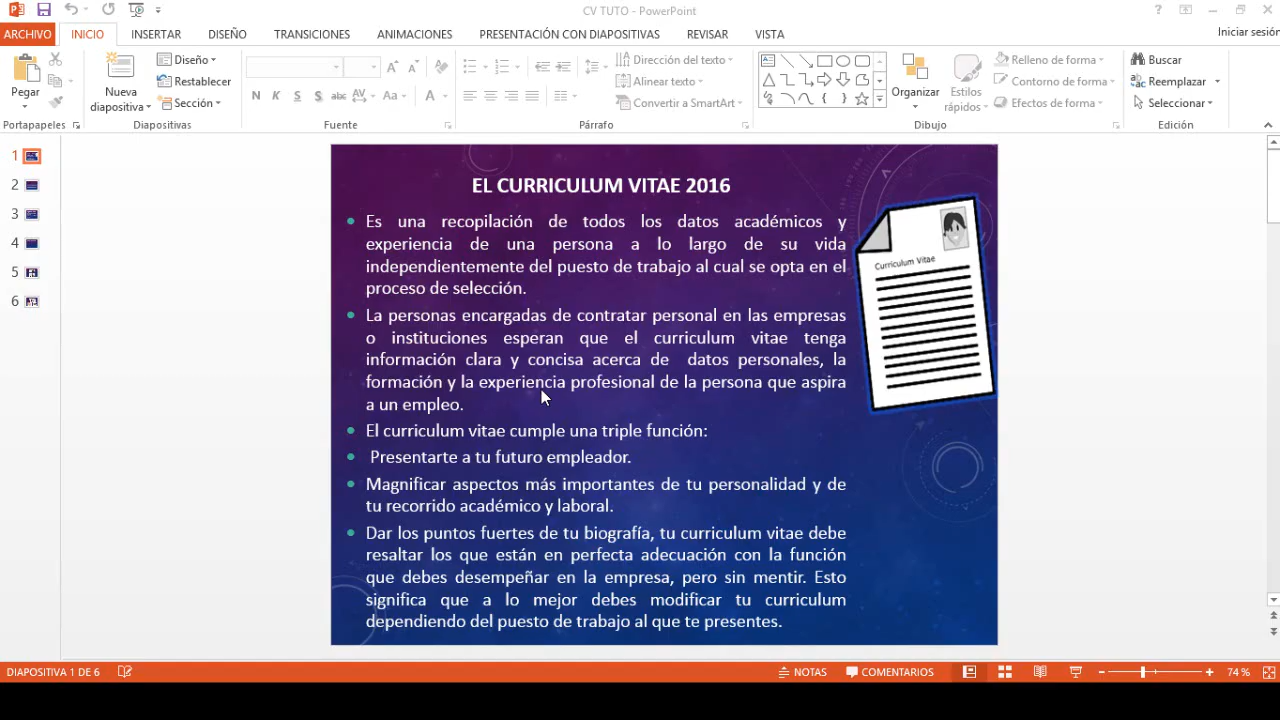 CV TUTO - PowerPoint
ARCHIVO INICIO INSERTAR DISEÑO TRANSICIONES ANIMACIONES PRESENTACIÓN CON DIAPOSITIVAS REVISAR VISTA Iniciar sesión
Pegar
Nueva
diapositiva
Diseño
Restablecer
Sección
N K S S abc AV Aa A
Dirección del texto
Alinear texto
Convertir a SmartArt
Organizar
Estilos
rápidos
Relleno de forma
Contorno de forma
Efectos de forma
Buscar
Reemplazar
Seleccionar
Portapapeles Diapositivas Fuente Párrafo Dibujo Edición
1
2
3
4
5
6
EL CURRICULUM VITAE 2016
Es una recopilación de todos los datos académicos y
experiencia de una persona a lo largo de su vida
independientemente del puesto de trabajo al cual se opta en el
proceso de selección.
La personas encargadas de contratar personal en las empresas
o instituciones esperan que el curriculum vitae tenga
información clara y concisa acerca de datos personales, la
formación y la experiencia profesional de la persona que aspira
a un empleo.
El curriculum vitae cumple una triple función:
Presentarte a tu futuro empleador.
Magnificar aspectos más importantes de tu personalidad y de
tu recorrido académico y laboral.
Dar los puntos fuertes de tu biografía, tu curriculum vitae debe
resaltar los que están en perfecta adecuación con la función
que debes desempeñar en la empresa, pero sin mentir. Esto
significa que a lo mejor debes modificar tu curriculum
dependiendo del puesto de trabajo al que te presentes.
Curriculum Vitae
DIAPOSITIVA 1 DE 6 NOTAS COMENTARIOS 74 %